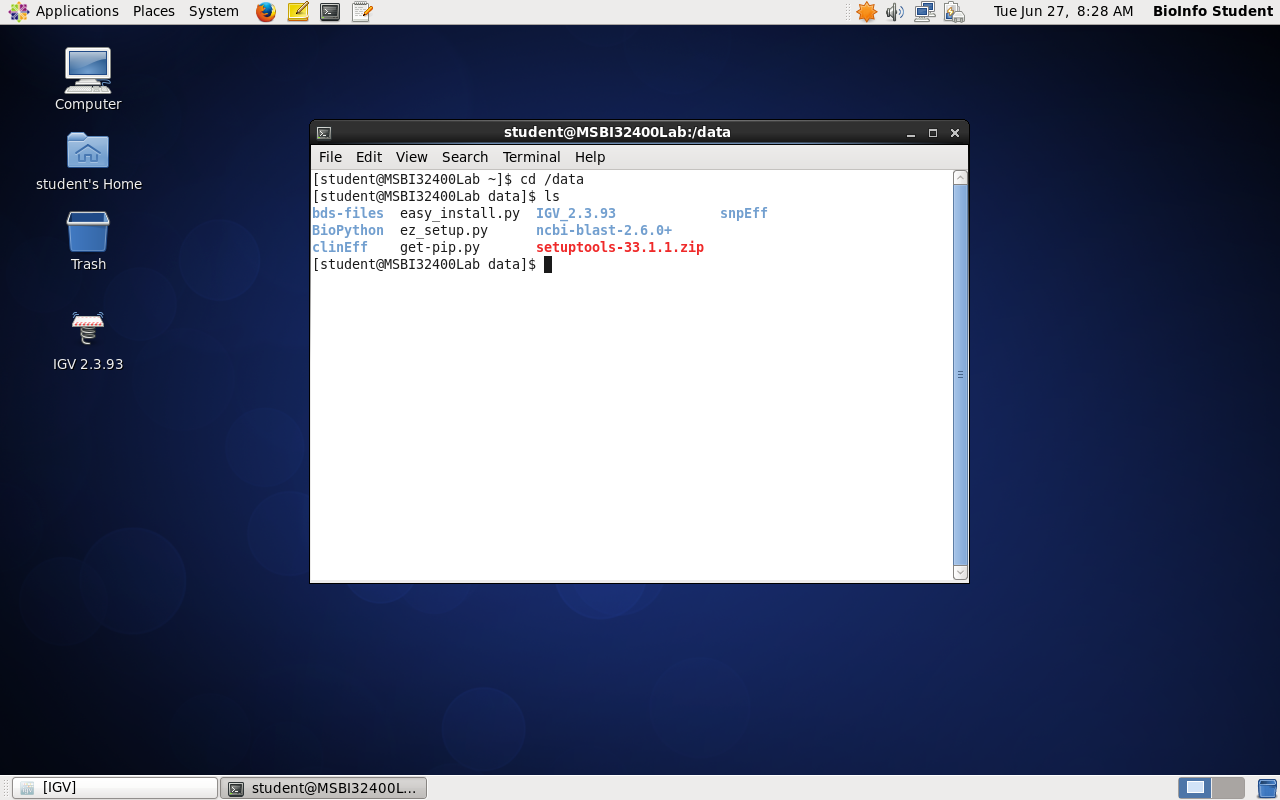 Applications Places System Tue Jun 27, 8:28 AM BioInfo Student
Computer
student's Home
Trash
IGV 2.3.93
student@MSBI32400Lab:/data
File Edit View Search Terminal Help
[student@MSBI32400Lab ~]$ cd /data
[student@MSBI32400Lab data]$ ls
bds-files easy_install.py IGV_2.3.93 snpEff
BioPython ez_setup.py ncbi-blast-2.6.0+
clinEff get-pip.py setuptools-33.1.1.zip
[student@MSBI32400Lab data]$
[IGV] student@MSBI32400L...